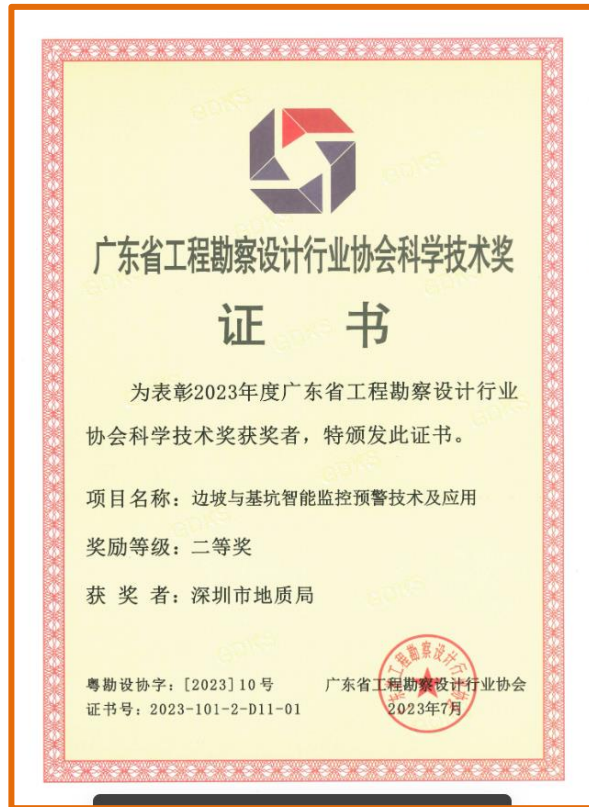 广东省工程勘察设计行业协会科学技术奖
证 书
为表彰2023年度广东省工程勘察设计行业
协会科学技术奖获奖者，特颁发此证书。
项目名称：边坡与基坑智能监控预警技术及应用
奖励等级：二等奖
获 奖 者：深圳市地质局
粤勘设协字：[2023]10号
广东省工程勘察设计行业协会
证书号：2023-101-2-D11-01
2023年7月